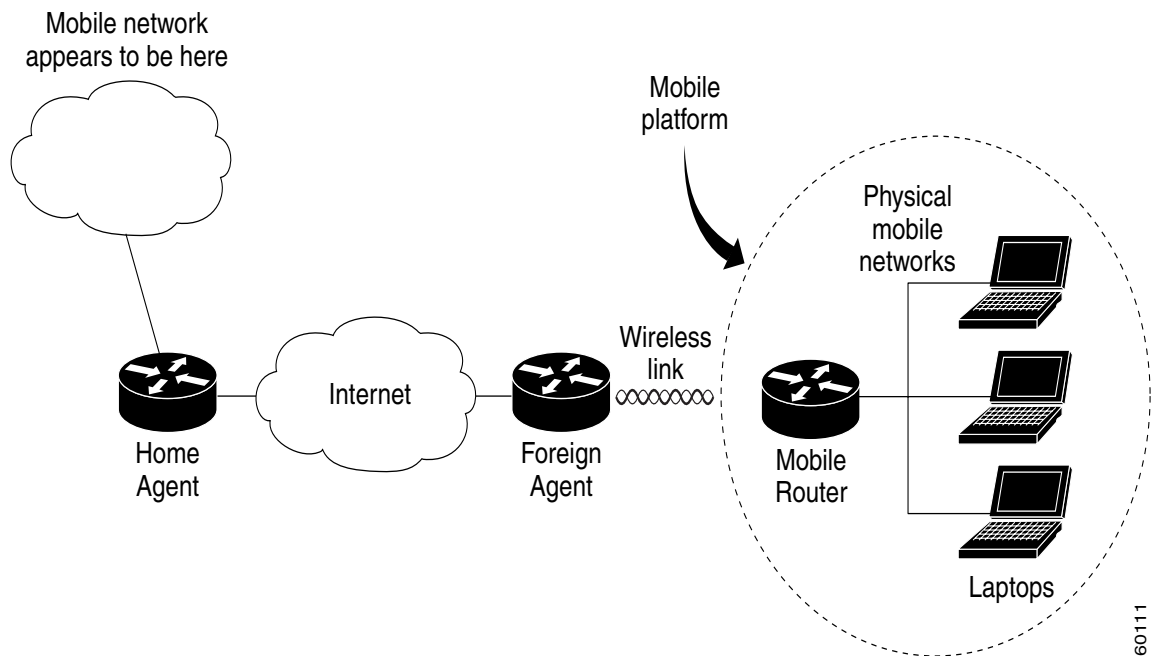 Mobile network
appears to be here
Mobile
platform
Physical
mobile
networks
Wireless
link
Internet
Home
Agent
Foreign
Agent
Mobile
Router
Laptops
60111